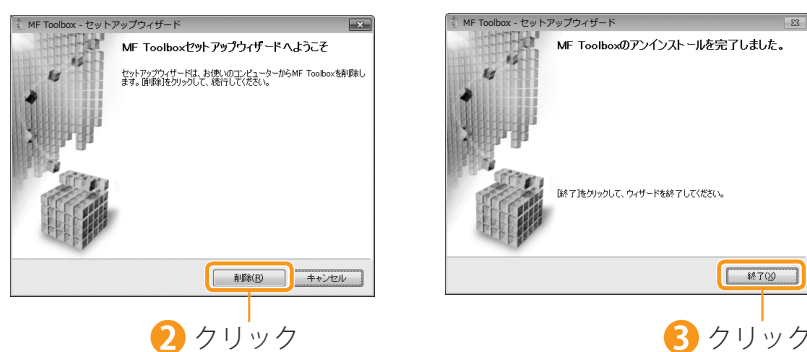 MF Toolbox - セットアップウィザード
MF Toolboxセットアップウィザードへようこそ
セットアップウィザードは、お使いのコンピューターからMF Toolboxを削除し
ます。[削除]をクリックして、続行してください。
削除(R)
キャンセル
2 クリック
MF Toolbox - セットアップウィザード
MF Toolboxのアンインストールを完了しました。
[終了]をクリックして、ウィザードを終了してください。
終了(X)
3 クリック